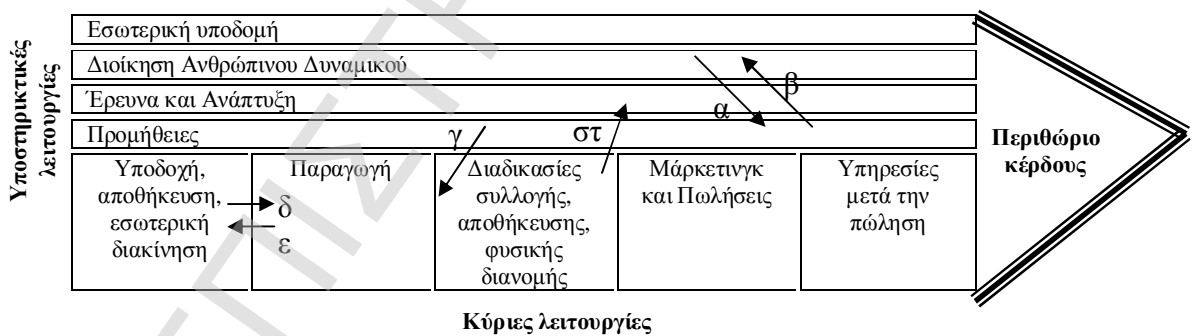 Εσωτερική υποδομή
Διοίκηση Ανθρώπινου Δυναμικού
Έρευνα και Ανάπτυξη
Προμήθειες
Υποστηρικτικές
λειτουργίες
β
α
γ
στ
Υποδοχή,
αποθήκευση,
εσωτερική
διακίνηση
Παραγωγή
δ
ε
Διαδικασίες
συλλογής,
αποθήκευσης,
φυσικής
διανομής
Μάρκετινγκ
και Πωλήσεις
Υπηρεσίες
μετά την
πώληση
Περιθώριο
κέρδους
Κύριες λειτουργίες